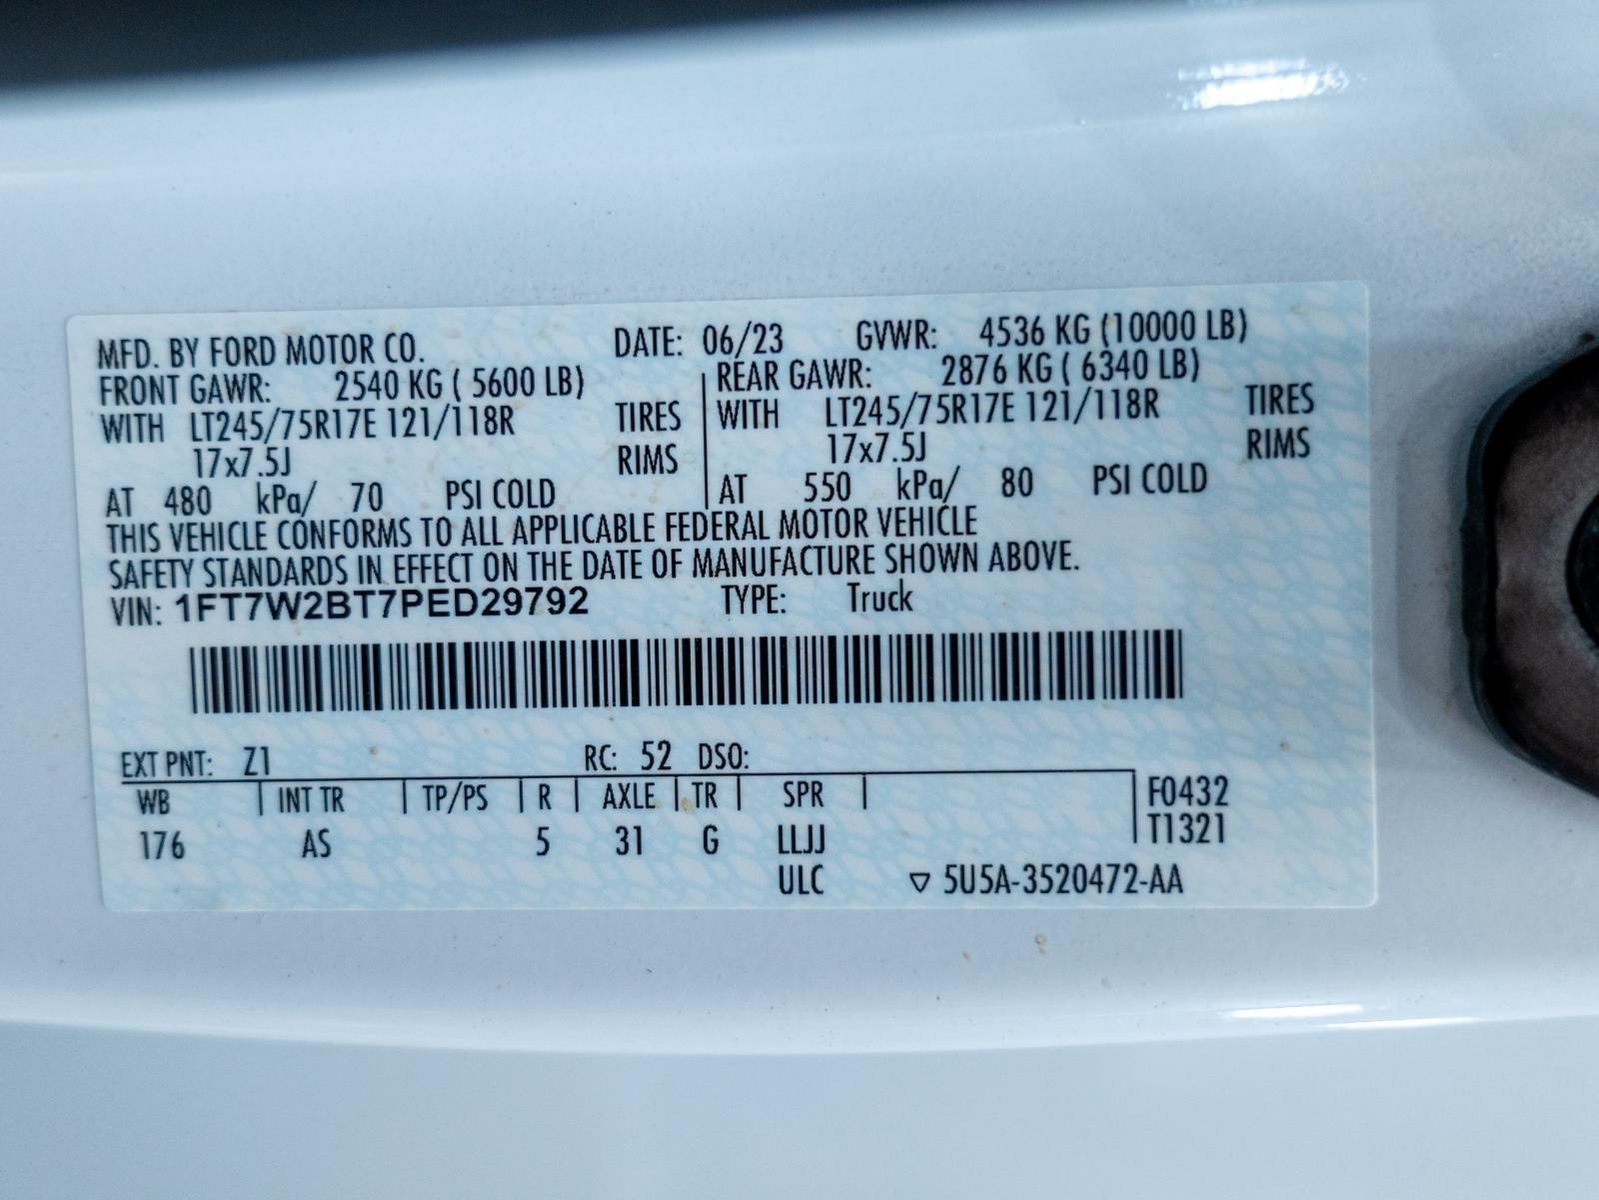 MFD. BY FORD MOTOR CO. DATE: 06/23 GVWR: 4536 KG (10000 LB)
FRONT GAWR: 2540 KG ( 5600 LB) REAR GAWR: 2876 KG ( 6340 LB)
WITH LT245/75R17E 121/118R TIRES WITH LT245/75R17E 121/118R TIRES
17x7.5J RIMS 17x7.5J RIMS
AT 480 kPa/ 70 PSI COLD AT 550 kPa/ 80 PSI COLD
THIS VEHICLE CONFORMS TO ALL APPLICABLE FEDERAL MOTOR VEHICLE
SAFETY STANDARDS IN EFFECT ON THE DATE OF MANUFACTURE SHOWN ABOVE.
VIN: 1FT7W2BT7PED29792 TYPE: Truck
EXT PNT: Z1 RC: 52 DSO:
WB INT TR TP/PS R AXLE TR SPR F0432
176 AS 5 31 G LLJJ T1321
ULC ▽ 5U5A-3520472-AA